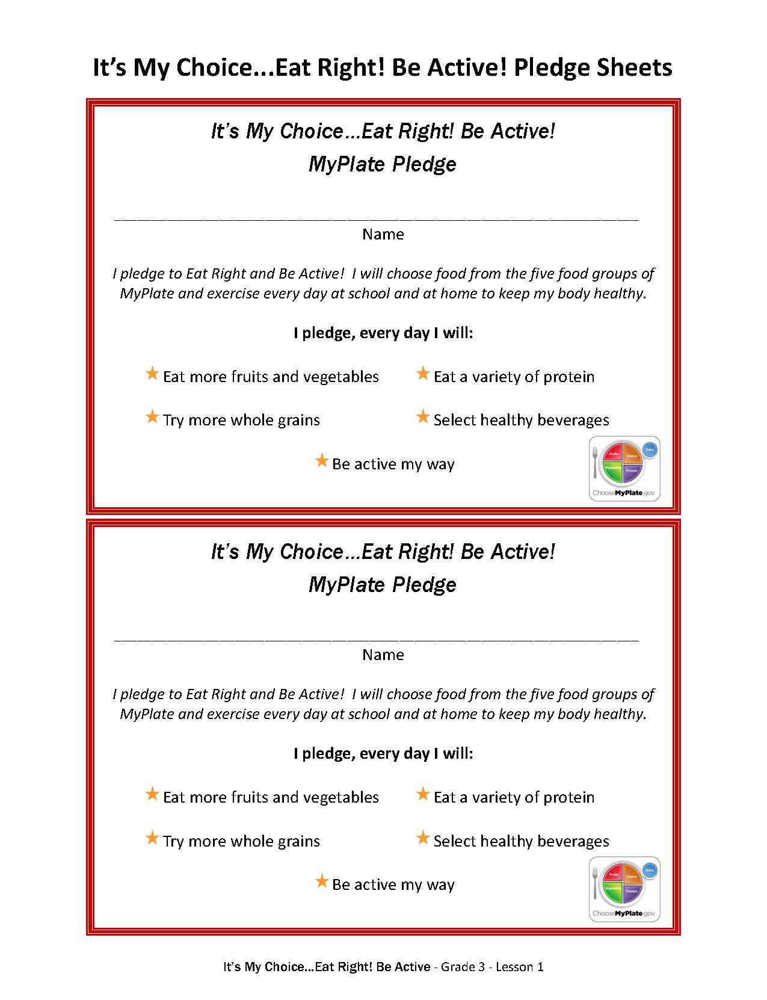 It’s My Choice...Eat Right! Be Active! Pledge Sheets
It’s My Choice…Eat Right! Be Active!
MyPlate Pledge
Name
I pledge to Eat Right and Be Active!  I will choose food from the five food groups of
MyPlate and exercise every day at school and at home to keep my body healthy.
I pledge, every day I will:
Eat more fruits and vegetables
Eat a variety of protein
Try more whole grains
Select healthy beverages
Be active my way
Fruits
Grains
Dairy
Vegetables
Protein
ChooseMyPlate.gov
It’s My Choice…Eat Right! Be Active!
MyPlate Pledge
Name
I pledge to Eat Right and Be Active!  I will choose food from the five food groups of
MyPlate and exercise every day at school and at home to keep my body healthy.
I pledge, every day I will:
Eat more fruits and vegetables
Eat a variety of protein
Try more whole grains
Select healthy beverages
Be active my way
Fruits
Grains
Dairy
Vegetables
Protein
ChooseMyPlate.gov
It’s My Choice...Eat Right! Be Active - Grade 3 - Lesson 1